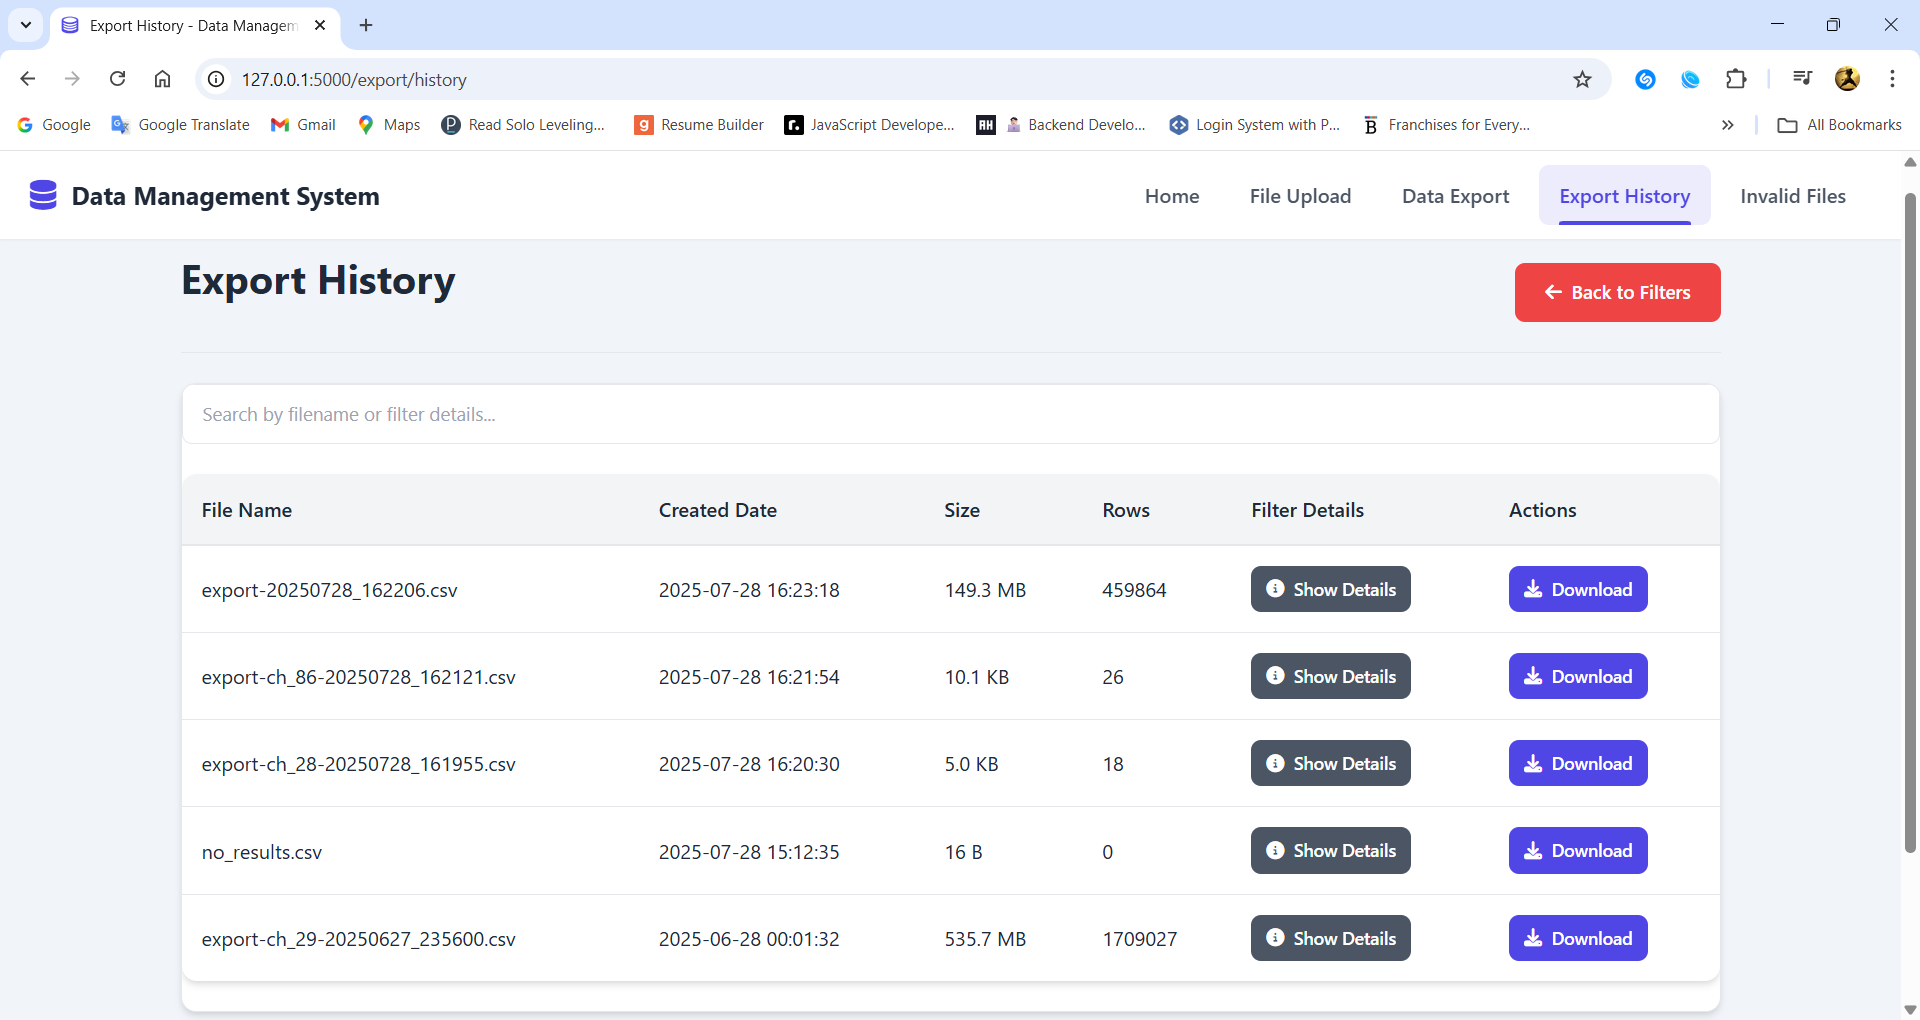 Export History - Data Managem
127.0.0.1:5000/export/history
Google Google Translate Gmail Maps Read Solo Leveling... Resume Builder JavaScript Develope... Backend Develo... Login System with P... Franchises for Every... All Bookmarks
Data Management System Home File Upload Data Export Export History Invalid Files
Export History
Back to Filters
Search by filename or filter details...
File Name Created Date Size Rows Filter Details Actions
export-20250728_162206.csv 2025-07-28 16:23:18 149.3 MB 459864 Show Details Download
export-ch_86-20250728_162121.csv 2025-07-28 16:21:54 10.1 KB 26 Show Details Download
export-ch_28-20250728_161955.csv 2025-07-28 16:20:30 5.0 KB 18 Show Details Download
no_results.csv 2025-07-28 15:12:35 16 B 0 Show Details Download
export-ch_29-20250627_235600.csv 2025-06-28 00:01:32 535.7 MB 1709027 Show Details Download